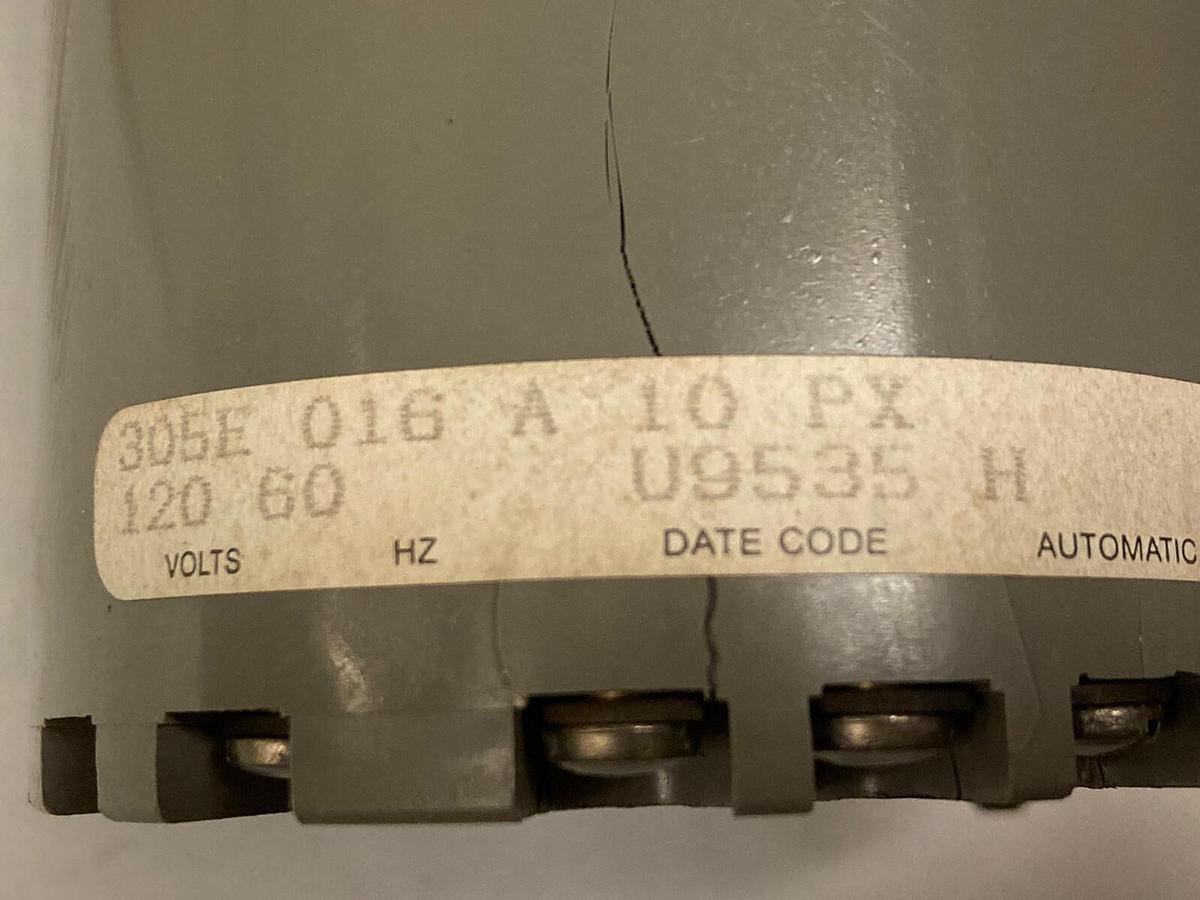 305E 016 A 10 PX
120 60 U9535 H
VOLTS HZ DATE CODE AUTOMATIC